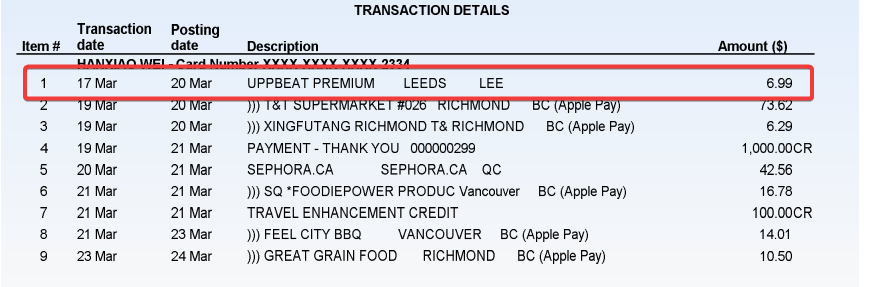 TRANSACTION DETAILS
Transaction Posting
Item # date date Description Amount ($)
HANXIAO WEI - Card Number XXXX XXXX XXXX 2334
1 17 Mar 20 Mar UPPBEAT PREMIUM LEEDS LEE 6.99
2 19 Mar 20 Mar ))) T&T SUPERMARKET #026 RICHMOND BC (Apple Pay) 73.62
3 19 Mar 20 Mar ))) XINGFUTANG RICHMOND T& RICHMOND BC (Apple Pay) 6.29
4 19 Mar 21 Mar PAYMENT - THANK YOU 000000299 1,000.00CR
5 20 Mar 21 Mar SEPHORA.CA SEPHORA.CA QC 42.56
6 21 Mar 21 Mar ))) SQ *FOODIEPOWER PRODUC Vancouver BC (Apple Pay) 16.78
7 21 Mar 21 Mar TRAVEL ENHANCEMENT CREDIT 100.00CR
8 21 Mar 23 Mar ))) FEEL CITY BBQ VANCOUVER BC (Apple Pay) 14.01
9 23 Mar 24 Mar ))) GREAT GRAIN FOOD RICHMOND BC (Apple Pay) 10.50